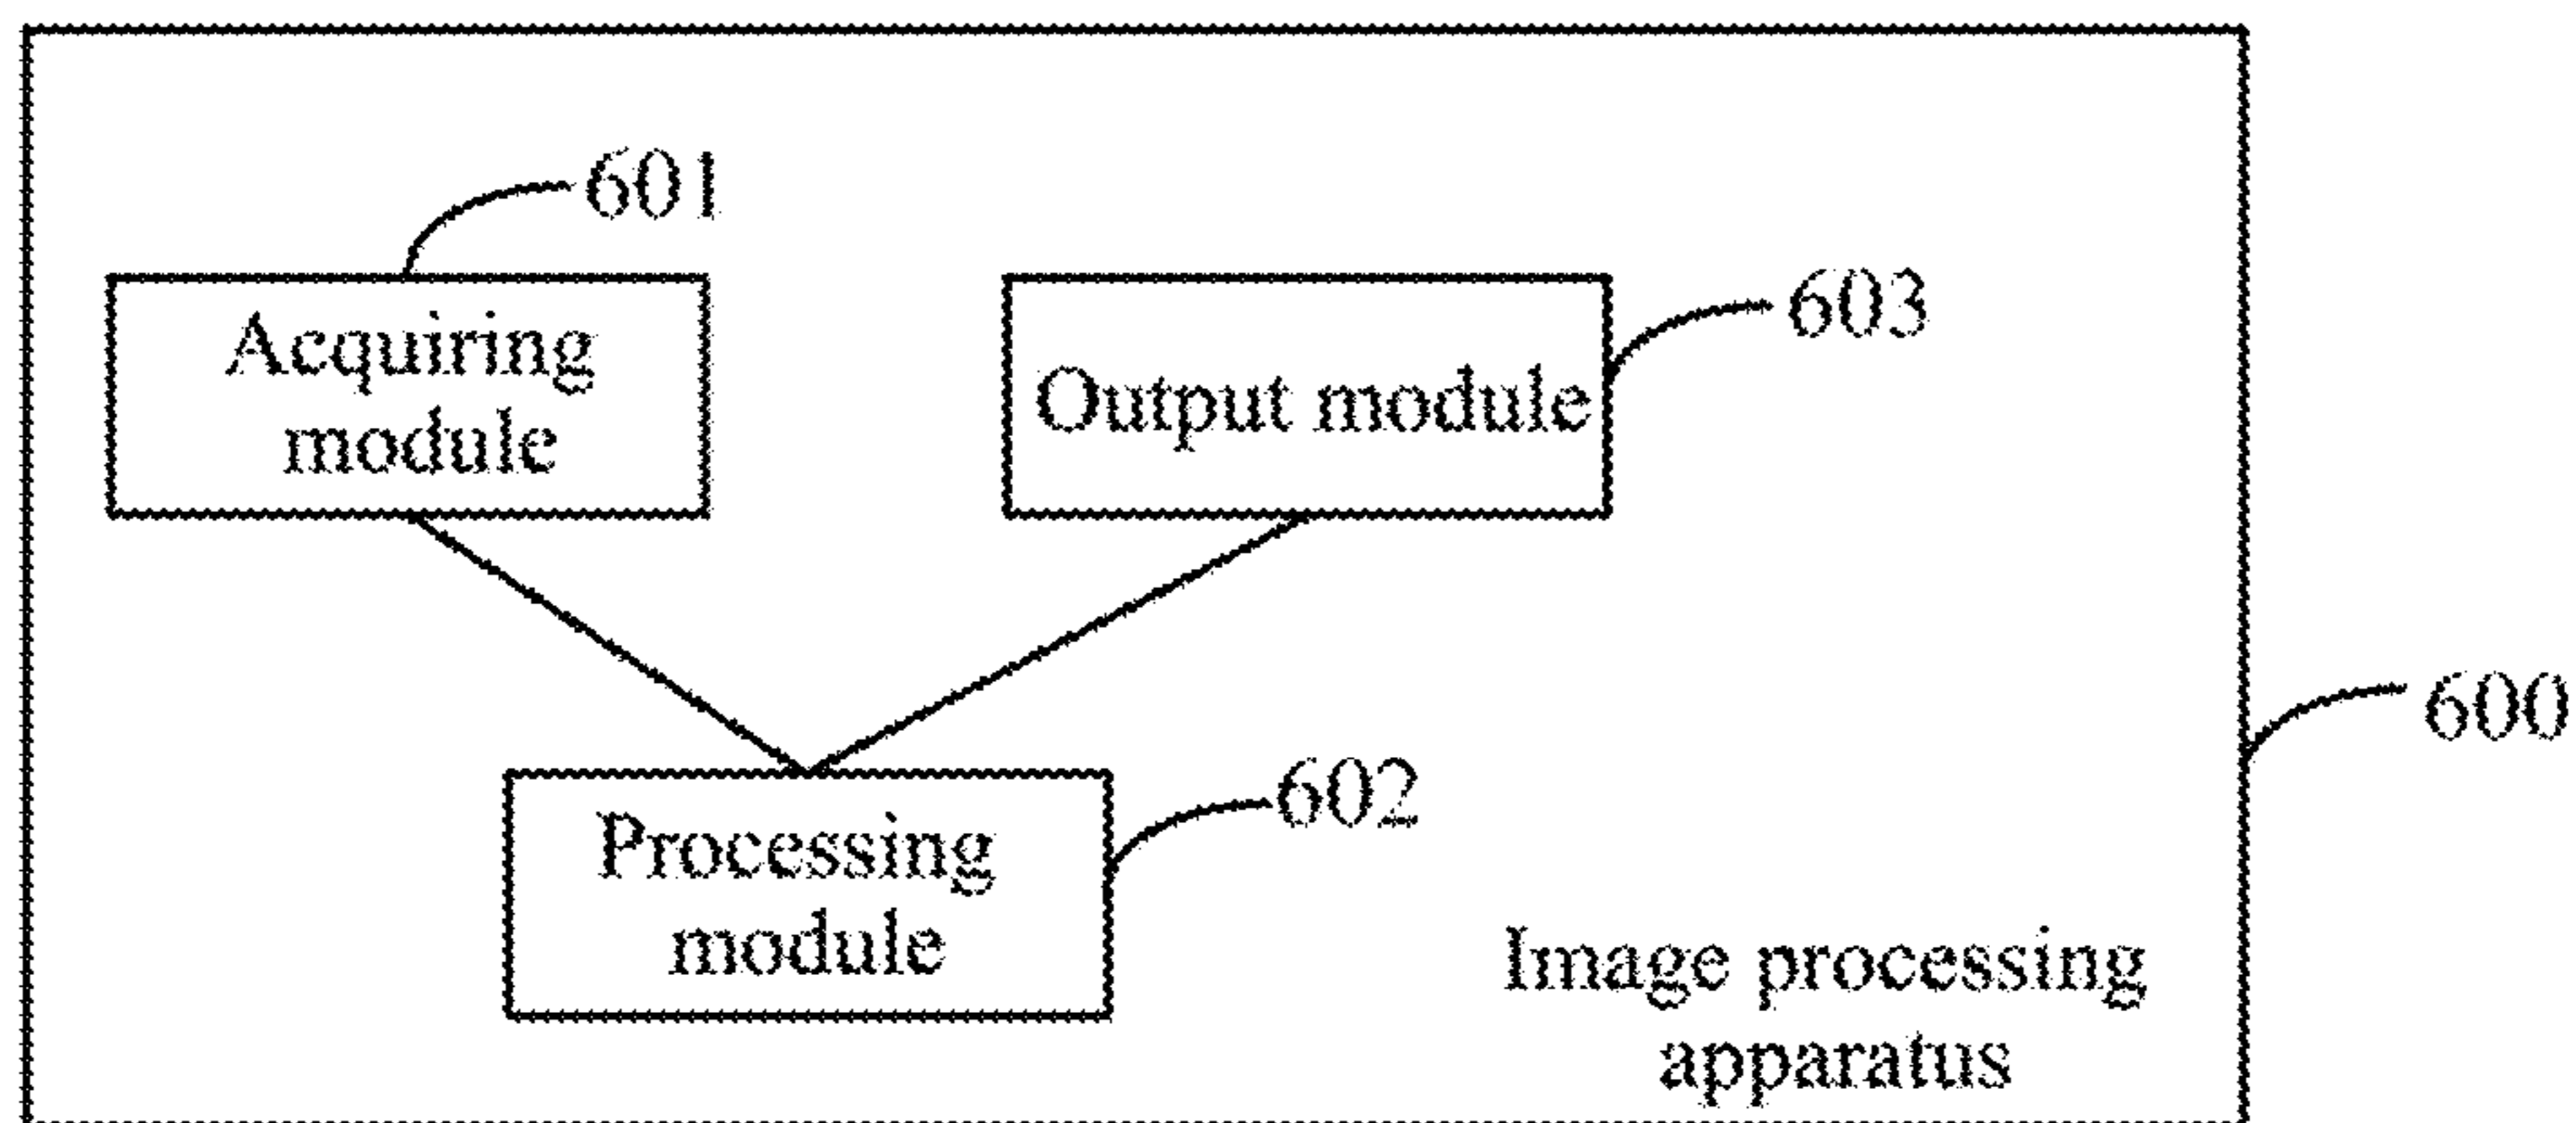 601
Acquiring
module
603
Output module
600
602
Processing
module
Image processing
apparatus